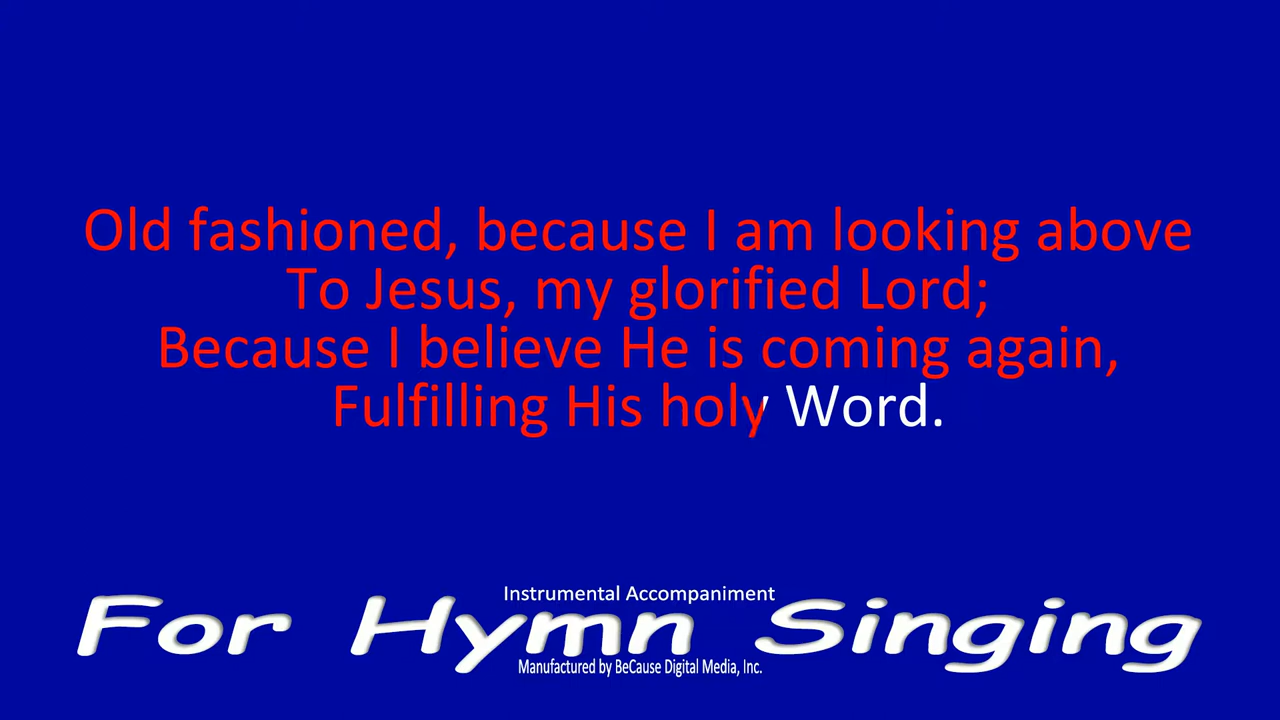 Old fashioned, because I am looking above
To Jesus, my glorified Lord;
Because I believe He is coming again,
Fulfilling His holy Word.
Instrumental Accompaniment
For Hymn Singing
Manufactured by BeCause Digital Media, Inc.